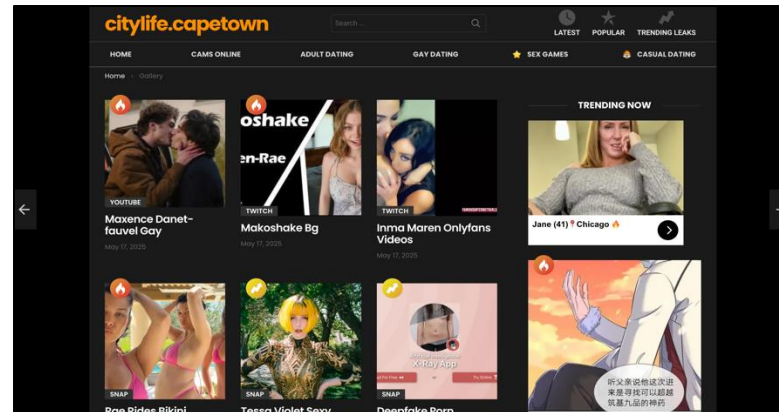 citylife.capetown
Search ...
LATEST
POPULAR
TRENDING LEAKS
HOME
CAMS ONLINE
ADULT DATING
GAY DATING
SEX GAMES
CASUAL DATING
Home › Gallery
YOUTUBE
Maxence Danet-
fauvel Gay
May 17, 2025
oshake
en-Rae
TWITCH
Makoshake Bg
May 17, 2025
TWITCH
Inma Maren Onlyfans
Videos
May 17, 2025
TRENDING NOW
Jane (41) Chicago
SNAP
Rae Rides Bikini
SNAP
Tessa Violet Sexy
X-Ray App
SNAP
Deepfake Porn
听父亲说他这次进
来是寻找可以超越
筑基九品的神药